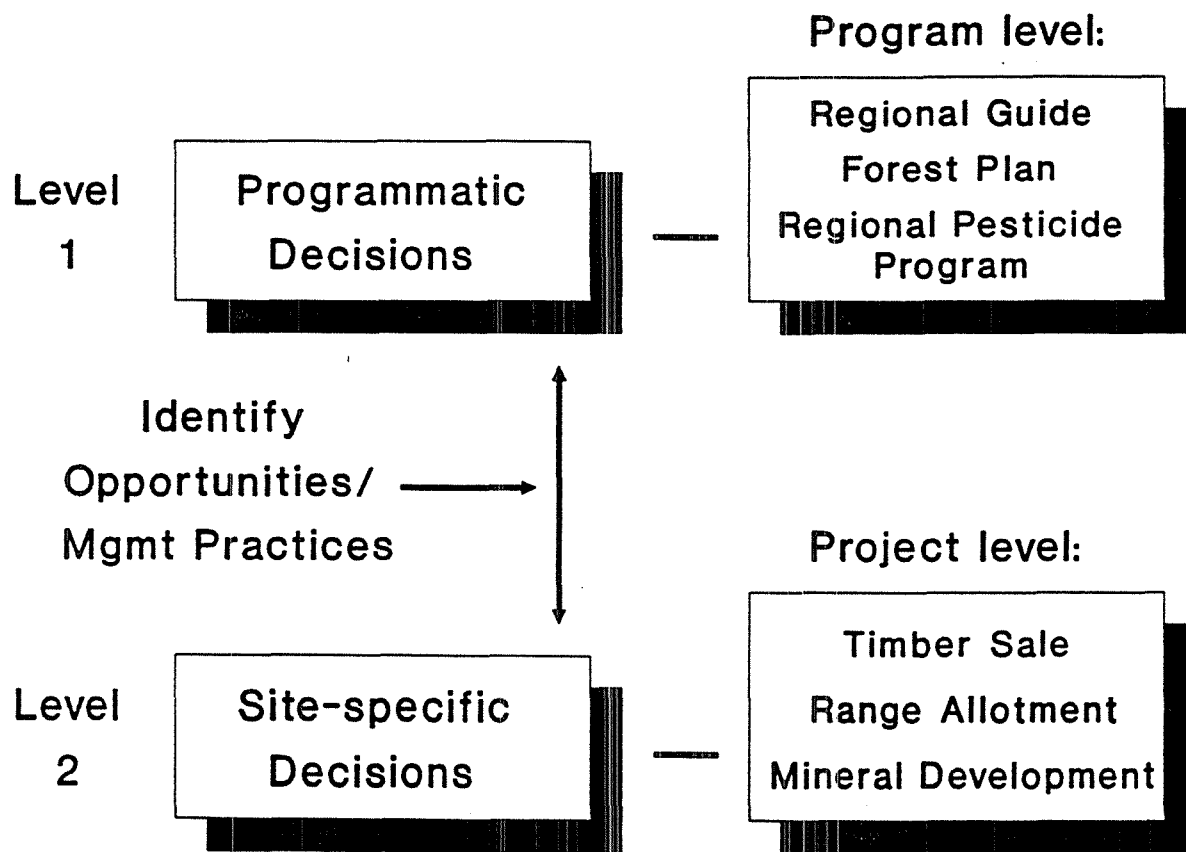 Program level:
Regional Guide
Forest Plan
Regional Pesticide
Program
Level
1
Programmatic
Decisions
Identify
Opportunities/
Mgmt Practices
Project level:
Timber Sale
Range Allotment
Mineral Development
Level
2
Site-specific
Decisions